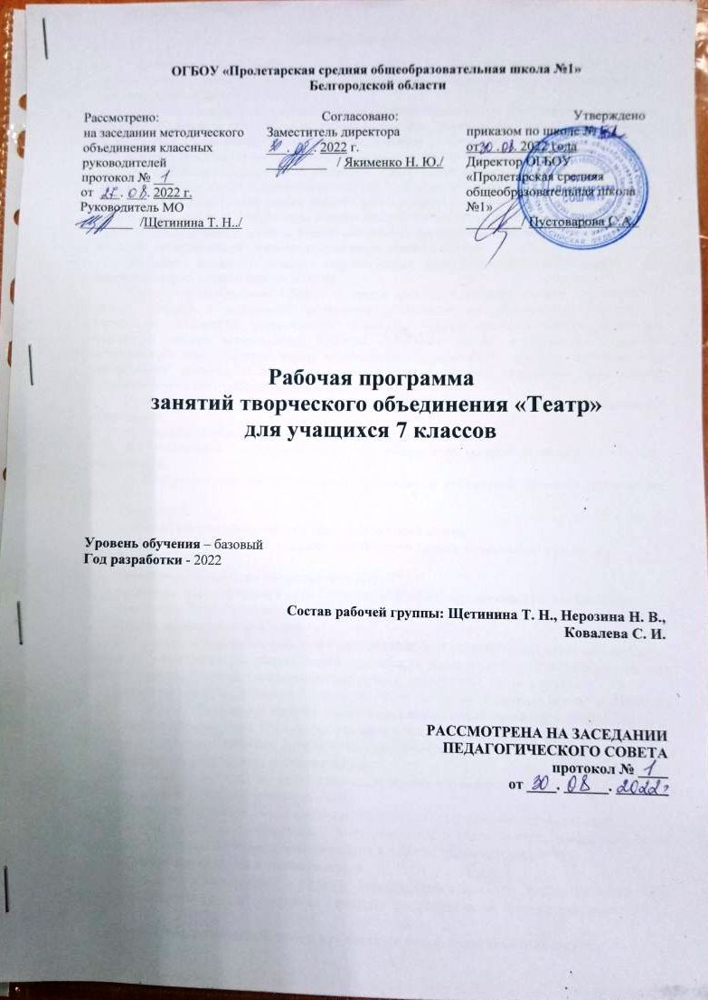 ОГБОУ «Пролетарская средняя общеобразовательная школа №1»
Белгородской области
Рассмотрено:
на заседании методического
объединения классных
руководителей
протокол № 1
от 27 . 08 . 2022 г.
Руководитель МО
/Щетинина Т. Н../
Согласовано:
Заместитель директора
30 . 08 . 2022 г.
/ Якименко Н. Ю./
Утверждено
приказом по школе №
от 30 . 08. 2022 года
Директор ОГБОУ
«Пролетарская средняя
общеобразовательная школа
№1»
/ Пустоварова С.А./
Рабочая программа
занятий творческого объединения «Театр»
для учащихся 7 классов
Уровень обучения – базовый
Год разработки - 2022
Состав рабочей группы: Щетинина Т. Н., Нерозина Н. В.,
Ковалева С. И.
РАССМОТРЕНА НА ЗАСЕДАНИИ
ПЕДАГОГИЧЕСКОГО СОВЕТА
протокол № 1
от 30 . 08 . 2022г